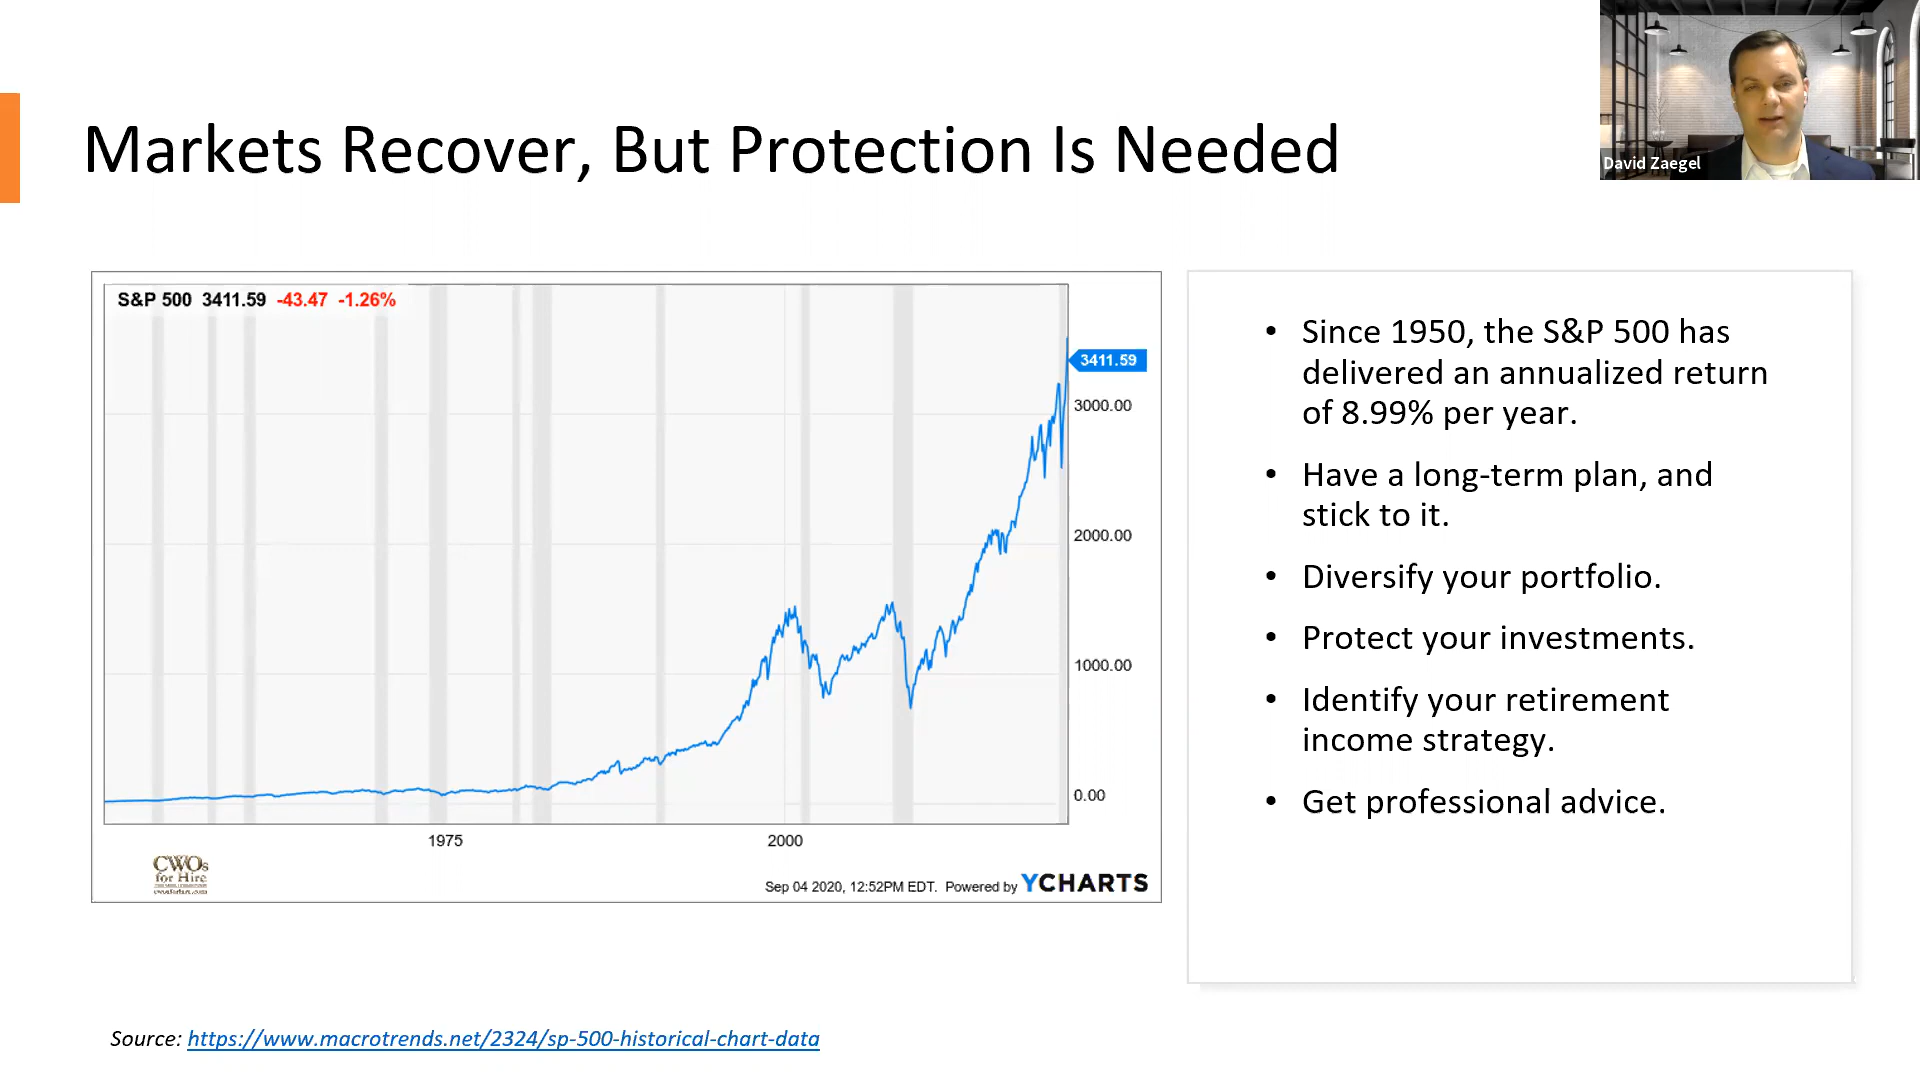 David Zaegel
Markets Recover, But Protection Is Needed
S&P 500 3411.59 -43.47 -1.26%
3411.59
3000.00
2000.00
1000.00
0.00
1975
2000
CWOs
for Hire
Sep 04 2020, 12:52PM EDT. Powered by YCHARTS
• Since 1950, the S&P 500 has
delivered an annualized return
of 8.99% per year.
• Have a long-term plan, and
stick to it.
• Diversify your portfolio.
• Protect your investments.
• Identify your retirement
income strategy.
• Get professional advice.
Source: https://www.macrotrends.net/2324/sp-500-historical-chart-data